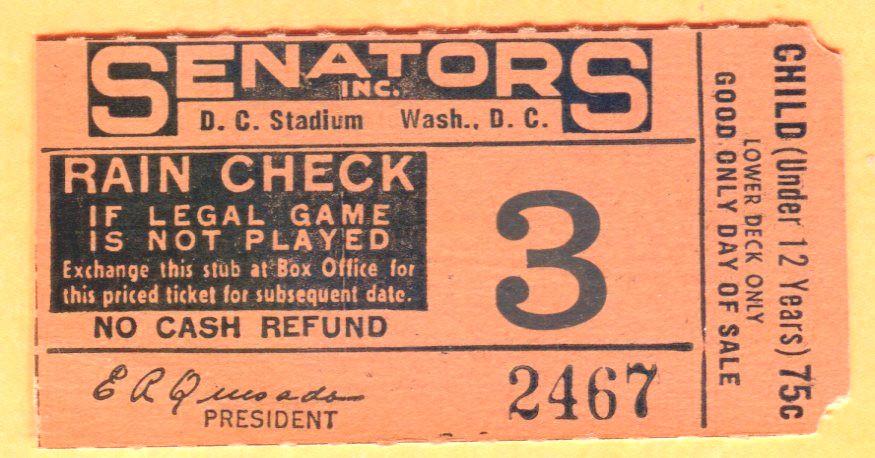 SENATORS
INC.
D. C. Stadium Wash., D. C.
RAIN CHECK
IF LEGAL GAME
IS NOT PLAYED
Exchange this stub at Box Office for
this priced ticket for subsequent date.
NO CASH REFUND
3
E R Quesada
PRESIDENT
2467
CHILD (Under 12 Years) 75c
LOWER DECK ONLY
GOOD ONLY DAY OF SALE